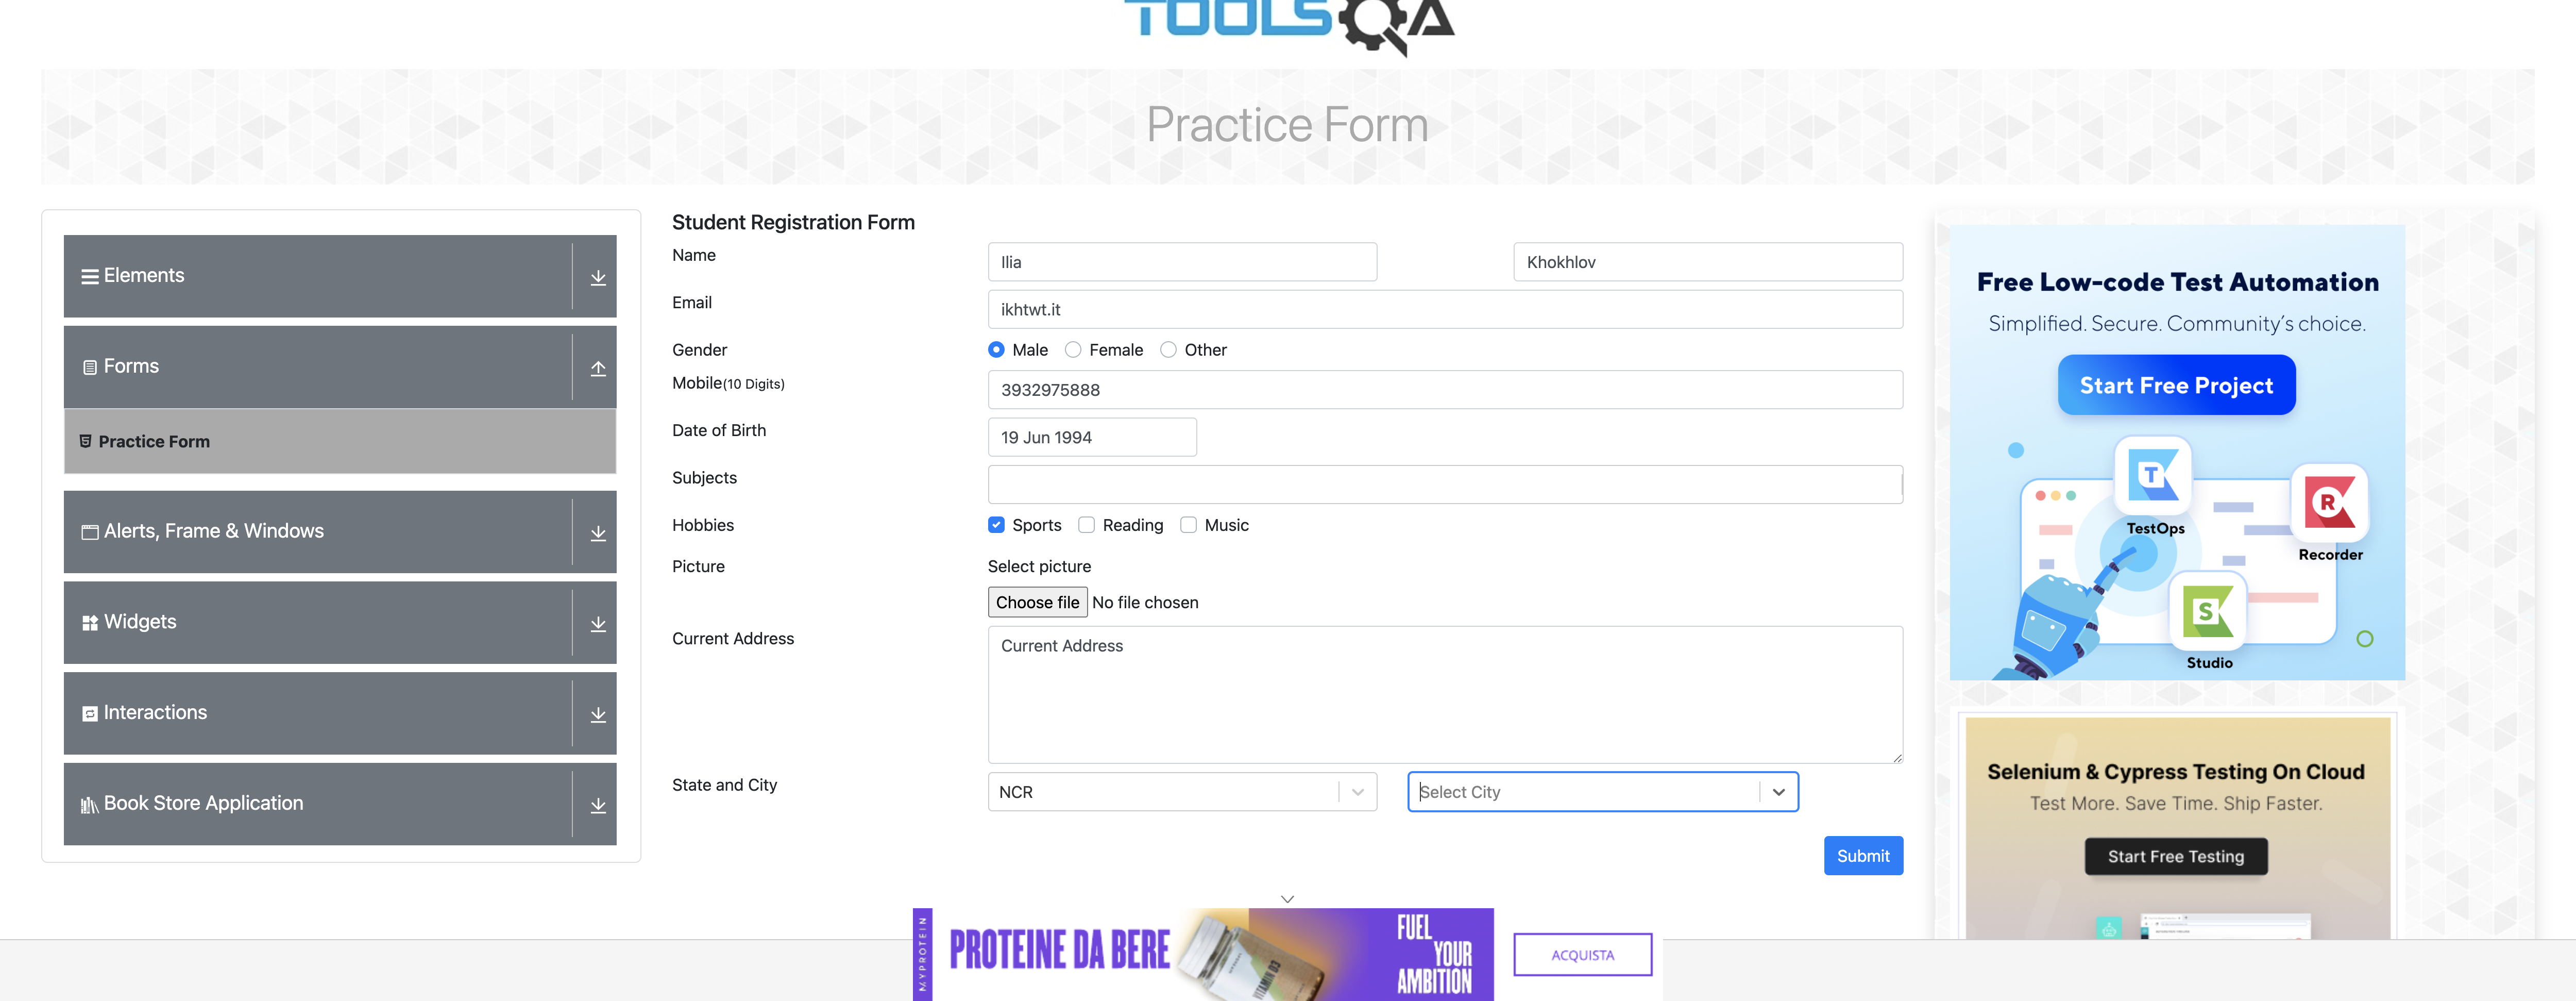 TOOLSQA
Practice Form
Elements
Forms
Practice Form
Alerts, Frame & Windows
Widgets
Interactions
Book Store Application
Student Registration Form
Name
Ilia
Khokhlov
Email
ikhtwt.it
Gender
Male Female Other
Mobile(10 Digits)
3932975888
Date of Birth
19 Jun 1994
Subjects
Hobbies
Sports Reading Music
Picture
Select picture
Choose file No file chosen
Current Address
Current Address
State and City
NCR
Select City
Submit
Free Low-code Test Automation
Simplified. Secure. Community's choice.
Start Free Project
T
TestOps
R
Recorder
S
Studio
Selenium & Cypress Testing On Cloud
Test More. Save Time. Ship Faster.
Start Free Testing
MYPROTEIN
PROTEINE DA BERE
VITAMIN D3
FUEL
YOUR
AMBITION
ACQUISTA